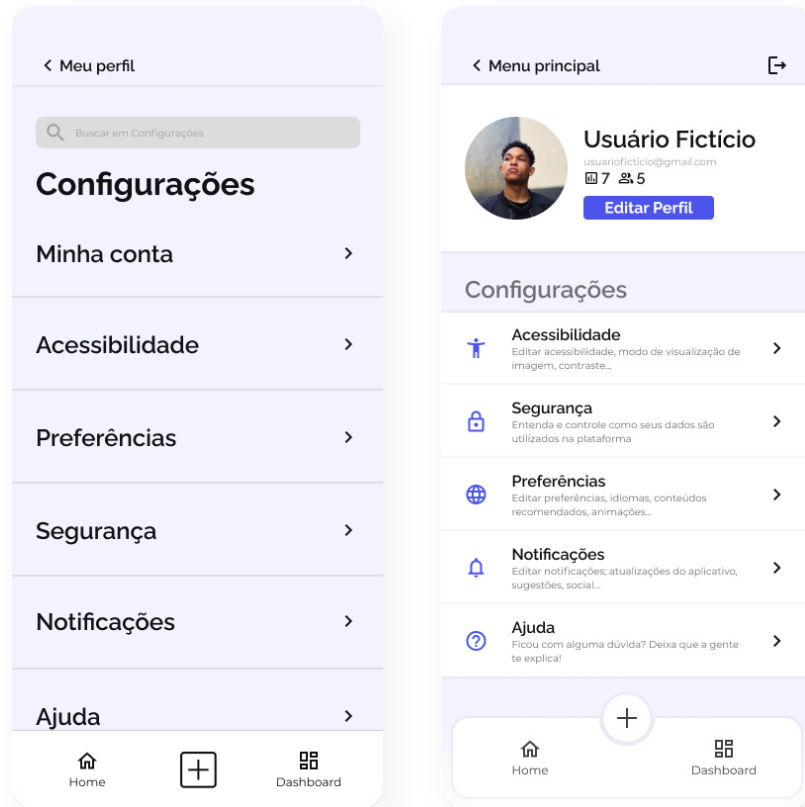 Meu perfil
Buscar em Configurações
Configurações
Minha conta
Acessibilidade
Preferências
Segurança
Notificações
Ajuda
Home
Dashboard
Menu principal
Usuário Fictício
usuarioficticio@gmail.com
7 5
Editar Perfil
Configurações
Acessibilidade
Editar acessibilidade, modo de visualização de
imagem, contraste...
Segurança
Entenda e controle como seus dados são
utilizados na plataforma
Preferências
Editar preferências, idiomas, conteúdos
recomendados, animações...
Notificações
Editar notificações; atualizações do aplicativo,
sugestões, social...
Ajuda
Ficou com alguma dúvida? Deixa que a gente
te explica!
Home
Dashboard